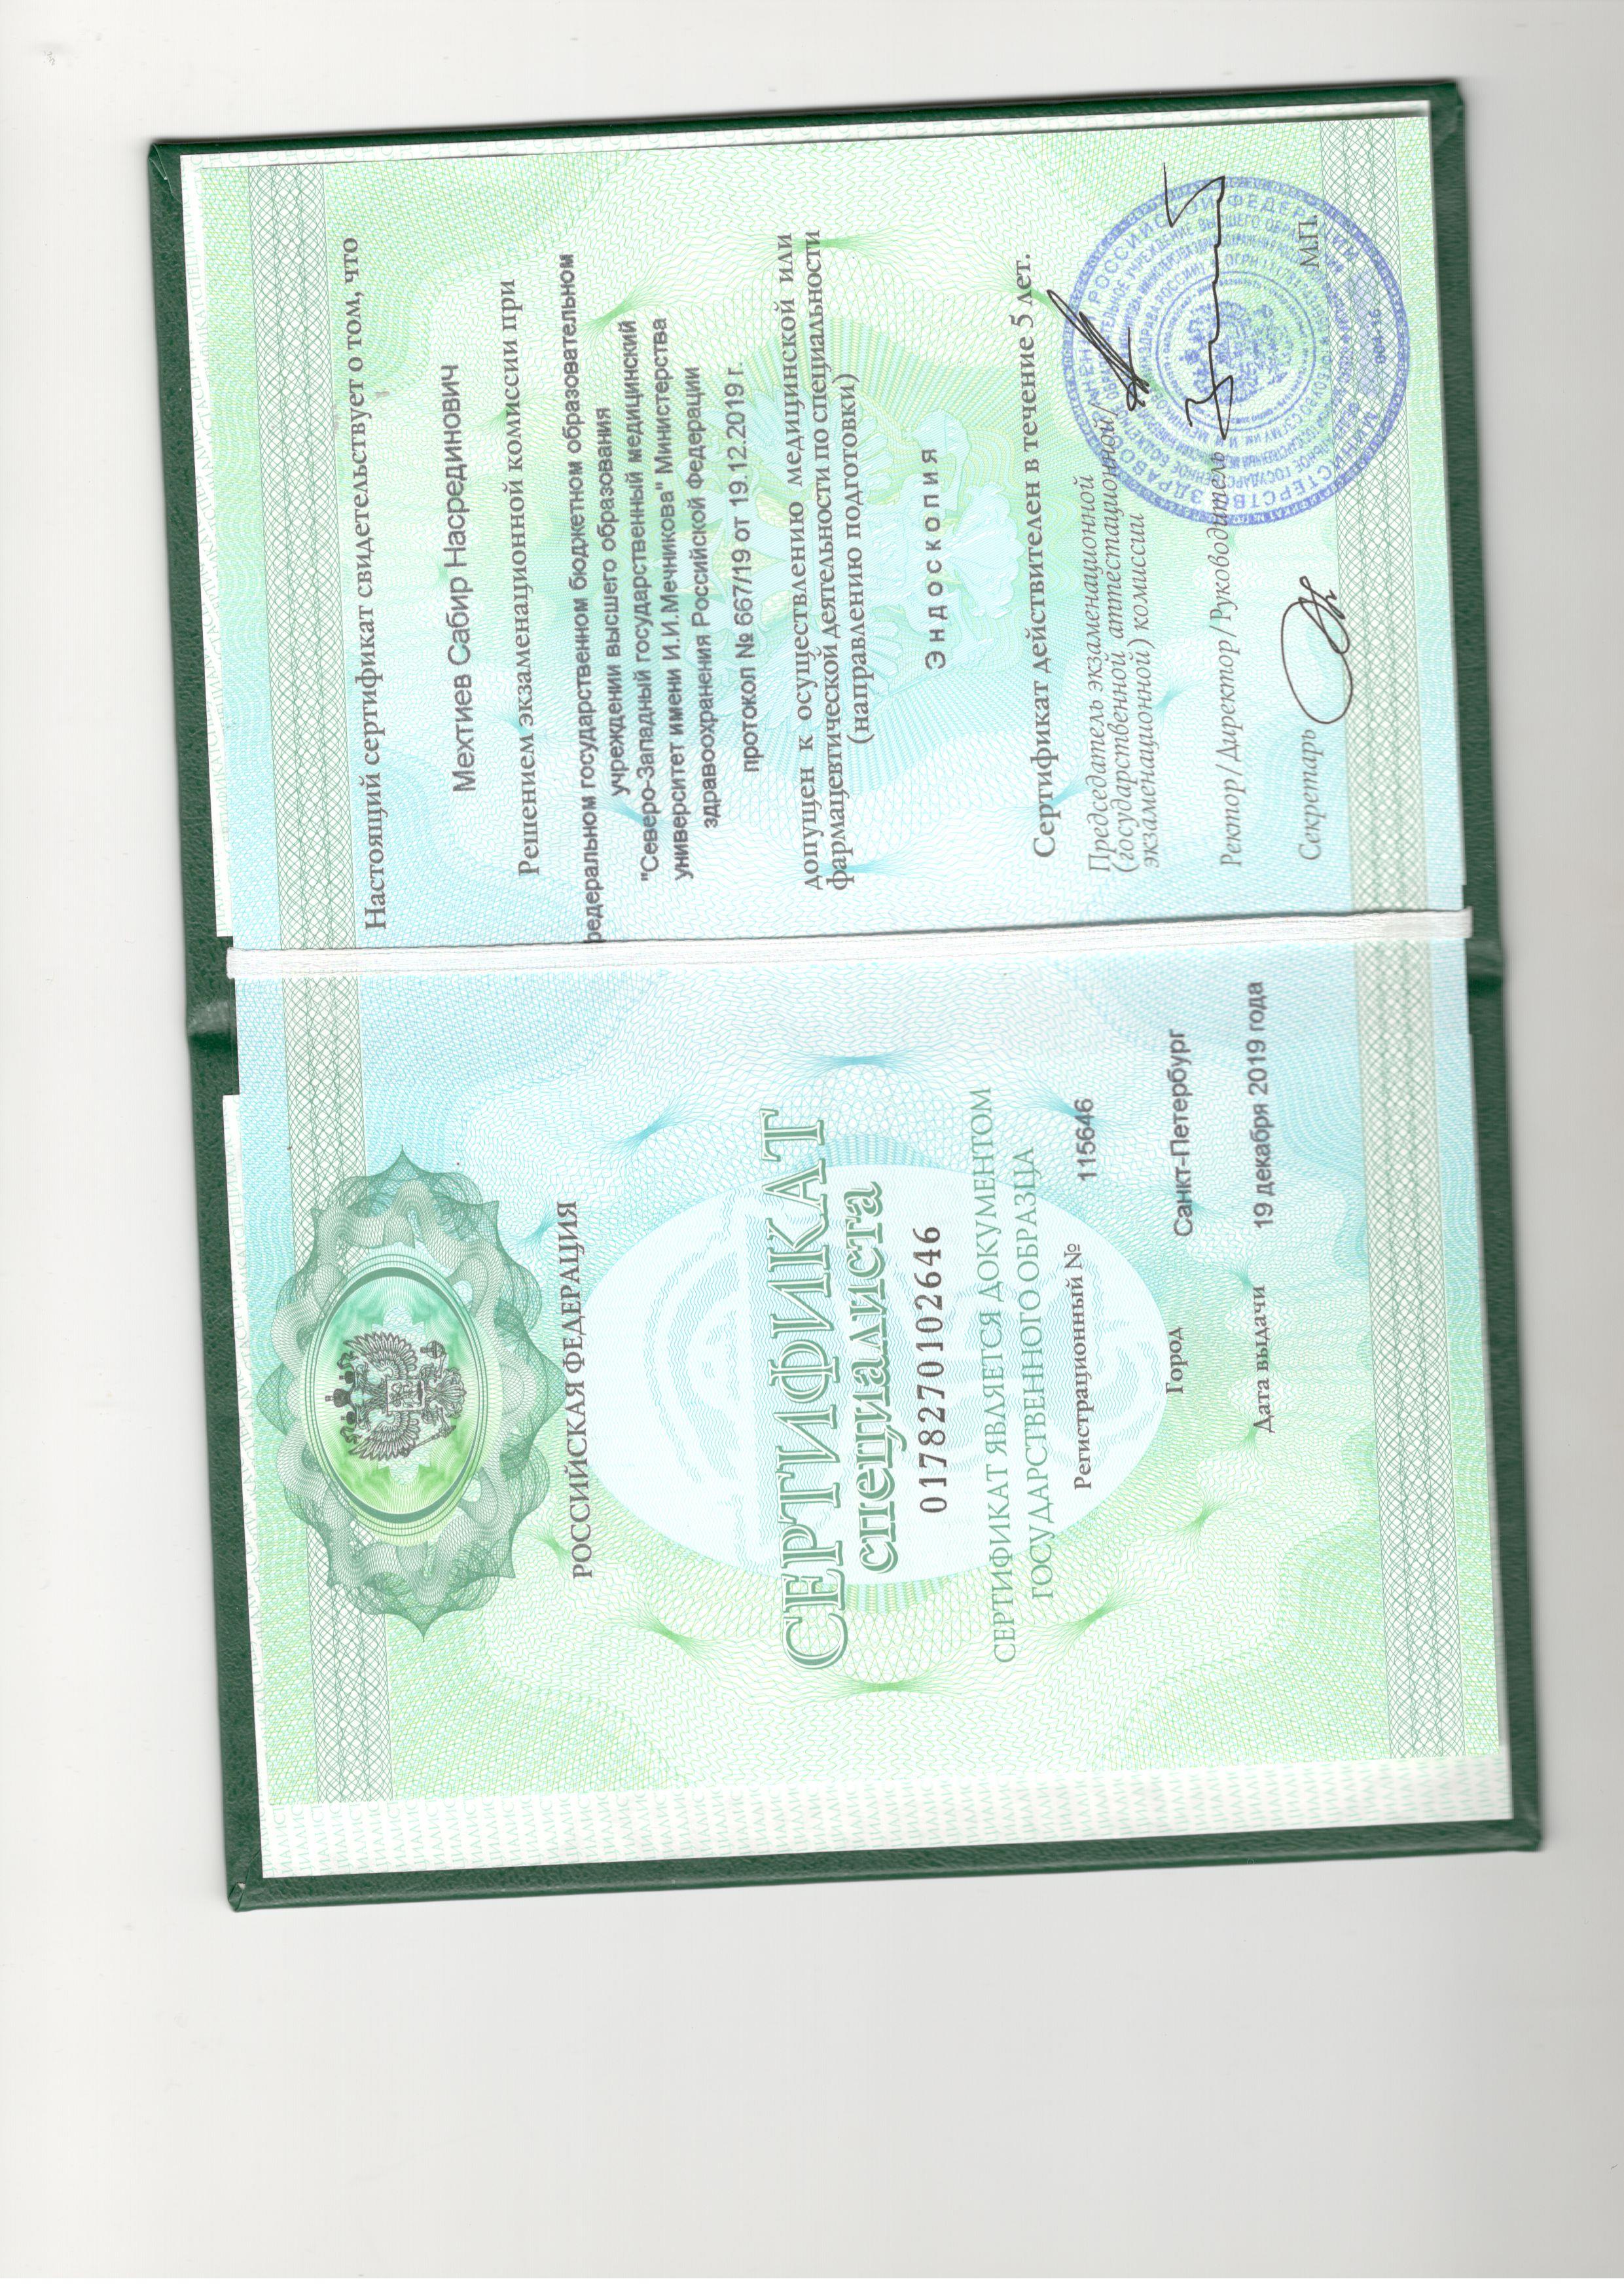 РОССИЙСКАЯ ФЕДЕРАЦИЯ
СЕРТИФИКАТ
специалиста
0178270102646
СЕРТИФИКАТ ЯВЛЯЕТСЯ ДОКУМЕНТОМ
ГОСУДАРСТВЕННОГО ОБРАЗЦА
Регистрационный № 115646
Город Санкт-Петербург
Дата выдачи 19 декабря 2019 года
Настоящий сертификат свидетельствует о том, что
Мехтиев Сабир Насрединович
Решением экзаменационной комиссии при
федеральном государственном бюджетном образовательном
учреждении высшего образования
"Северо-Западный государственный медицинский
университет имени И.И.Мечникова" Министерства
здравоохранения Российской Федерации
протокол № 667/19 от 19.12.2019 г.
допущен к осуществлению медицинской или
фармацевтической деятельности по специальности
(направлению подготовки)
Эндоскопия
Сертификат действителен в течение 5 лет.
Председатель экзаменационной
(государственной аттестационной/
экзаменационной) комиссии
Ректор/Директор/Руководитель
Секретарь
М.П.